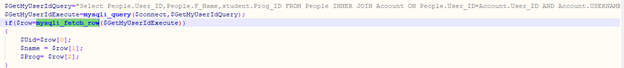 $GetMyUserIdQuery="Select People.User_ID,People.f_Name,student.Prog_ID FROM People INNER JOIN Account ON People.User_ID=Account.User_ID AND Account.USERNAM
$GetMyUserIdExecute=mysqli_query($connect,$GetMyUserIdQuery);
if($row=mysqli_fetch_row($GetMyUserIdExecute))
{
$Uid=$row[0];
$name = $row[1];
$Prog= $row[2];
}